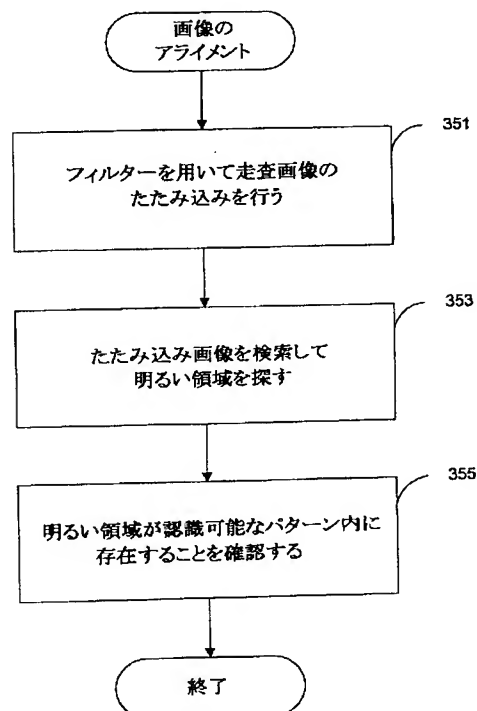 画像の
アライメント
351
フィルターを用いて走査画像の
たたみ込みを行う
353
たたみ込み画像を検索して
明るい領域を探す
355
明るい領域が認識可能なパターン内に
存在することを確認する
終了